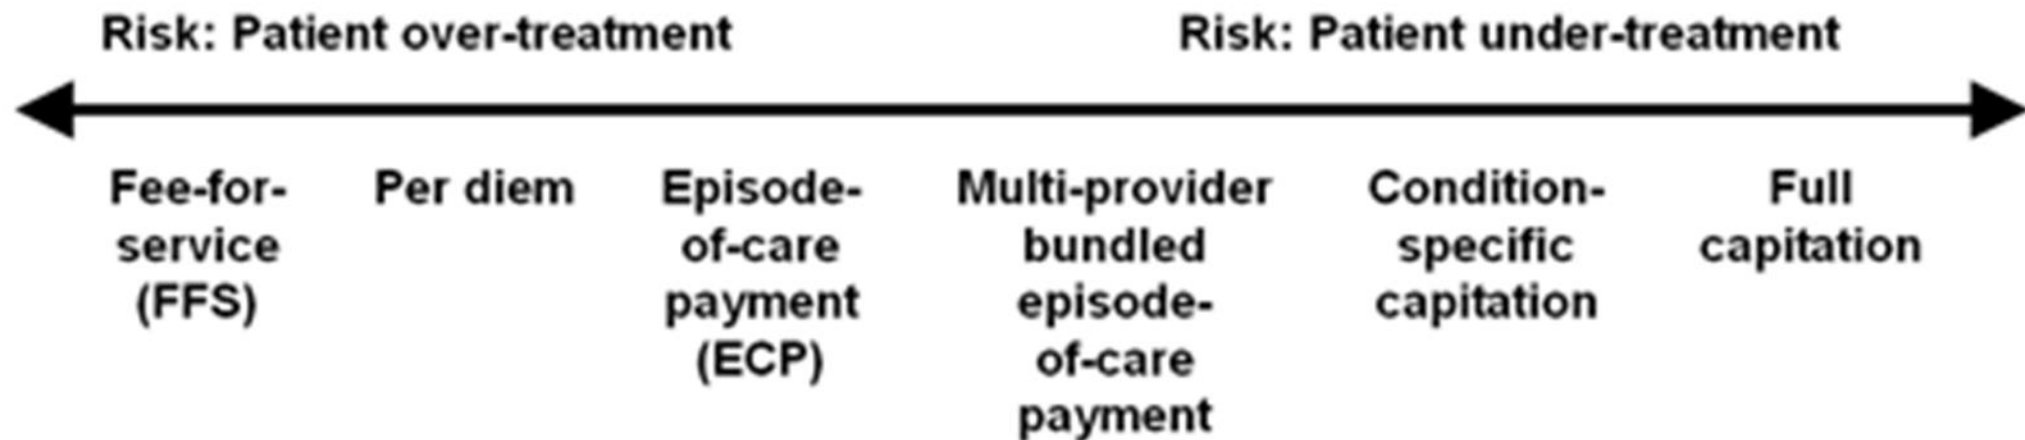 Risk: Patient over-treatment
Risk: Patient under-treatment
Fee-for-
service
(FFS)
Per diem
Episode-
of-care
payment
(ECP)
Multi-provider
bundled
episode-
of-care
payment
Condition-
specific
capitation
Full
capitation